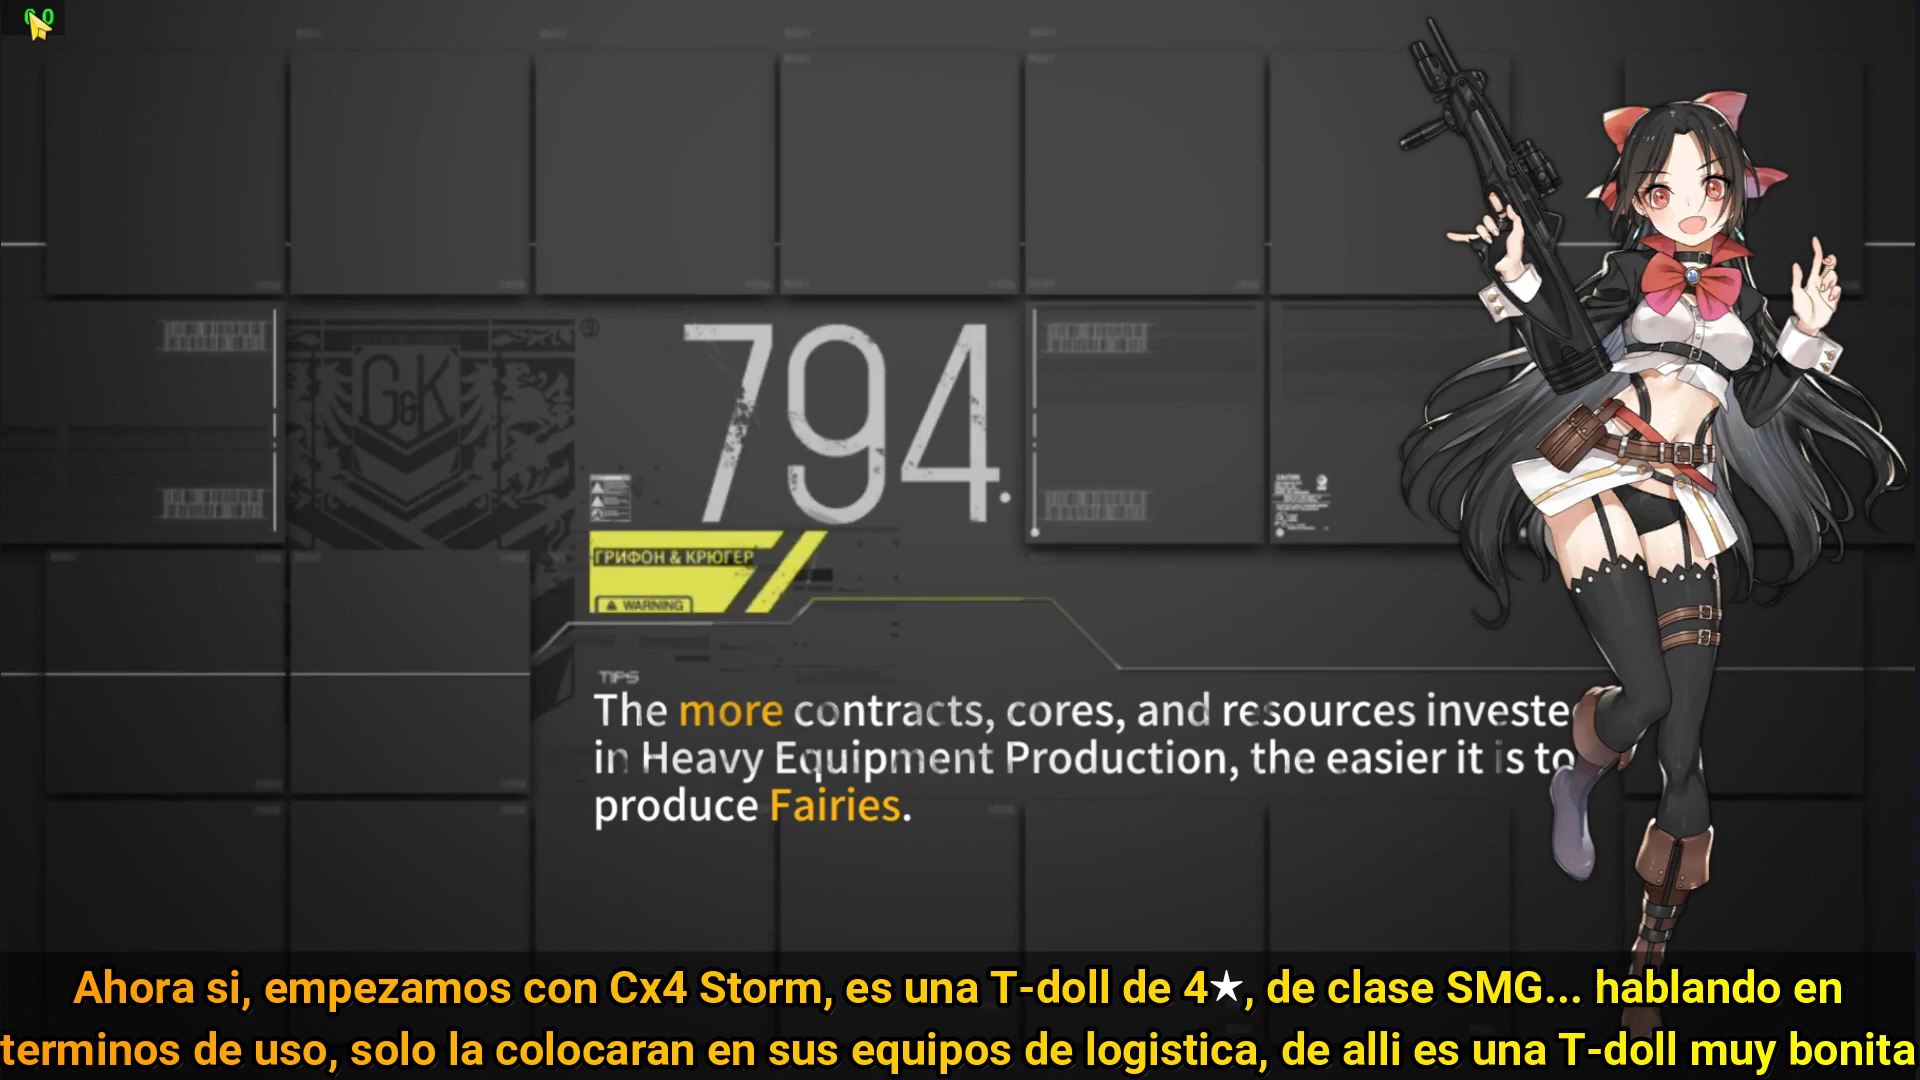 G&K
794.
ГРИФОН & КРЮГЕР
WARNING
TIPS
The more contracts, cores, and resources investe
in Heavy Equipment Production, the easier it is to
produce Fairies.
Ahora si, empezamos con Cx4 Storm, es una T-doll de 4★, de clase SMG... hablando en
terminos de uso, solo la colocaran en sus equipos de logistica, de alli es una T-doll muy bonita